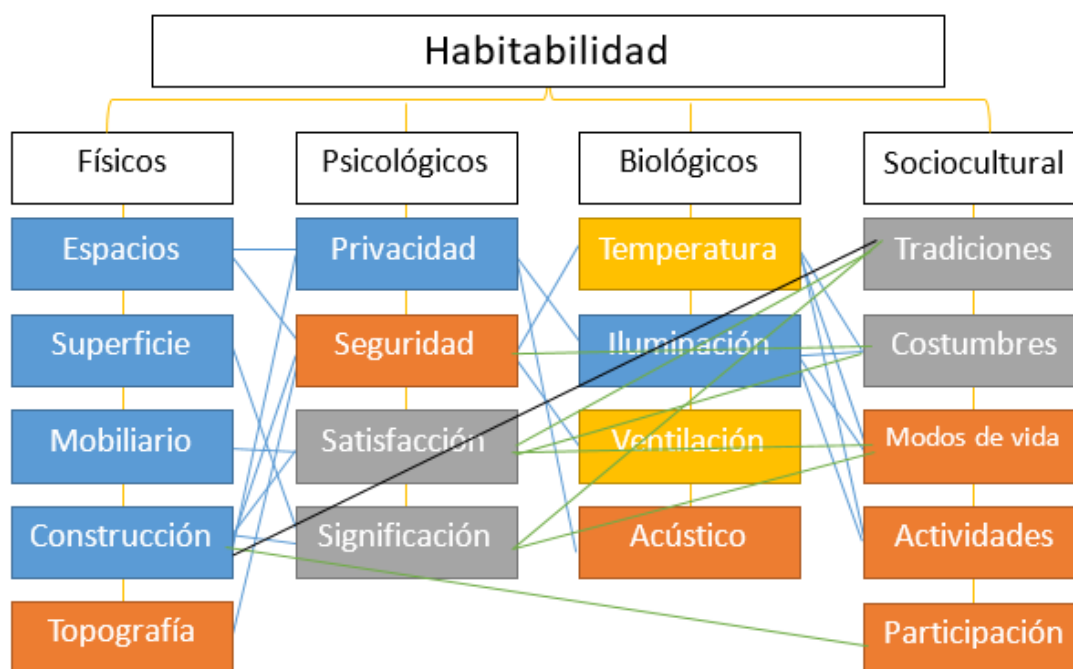 Habitabilidad
Físicos
Psicológicos
Biológicos
Sociocultural
Espacios
Privacidad
Temperatura
Tradiciones
Superficie
Seguridad
Iluminación
Costumbres
Mobiliario
Satisfacción
Ventilación
Modos de vida
Construcción
Significación
Acústico
Actividades
Topografía
Participación